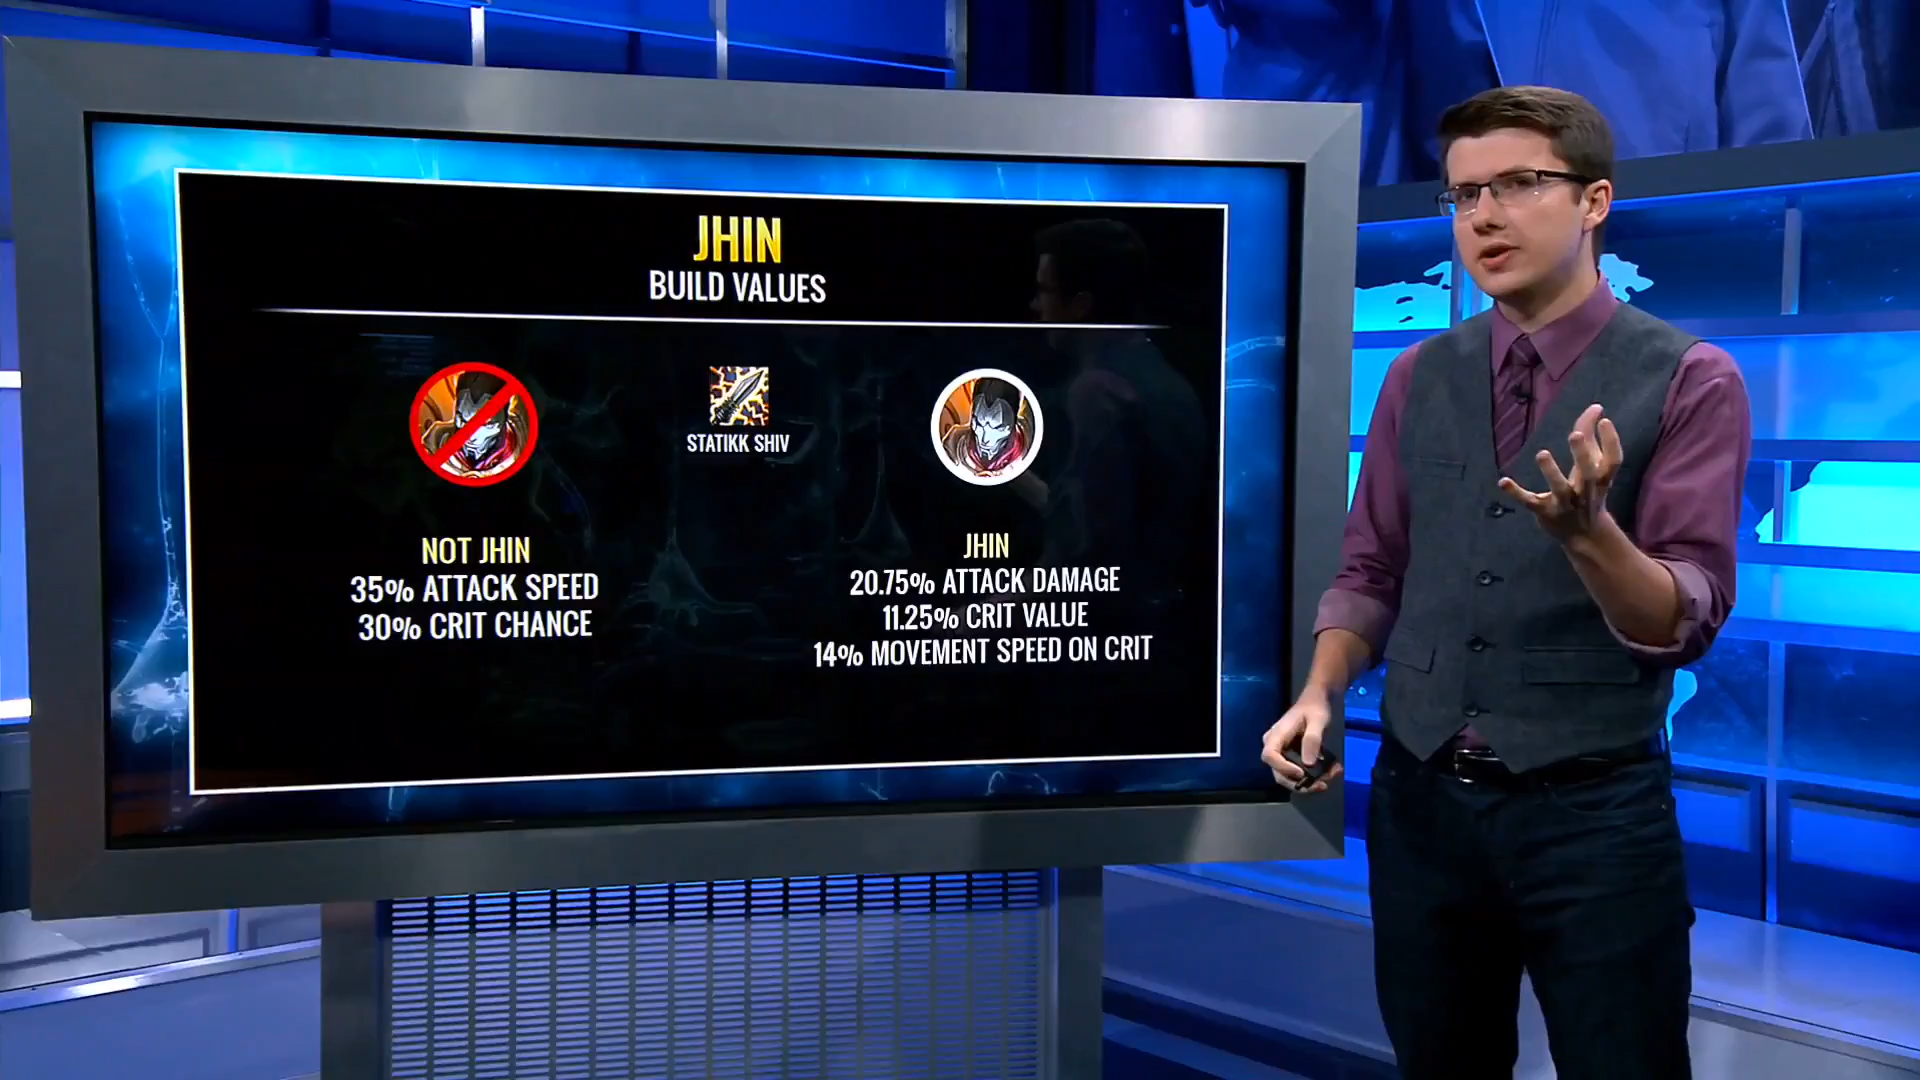 JHIN
BUILD VALUES
STATIKK SHIV
NOT JHIN
35% ATTACK SPEED
30% CRIT CHANCE
JHIN
20.75% ATTACK DAMAGE
11.25% CRIT VALUE
14% MOVEMENT SPEED ON CRIT